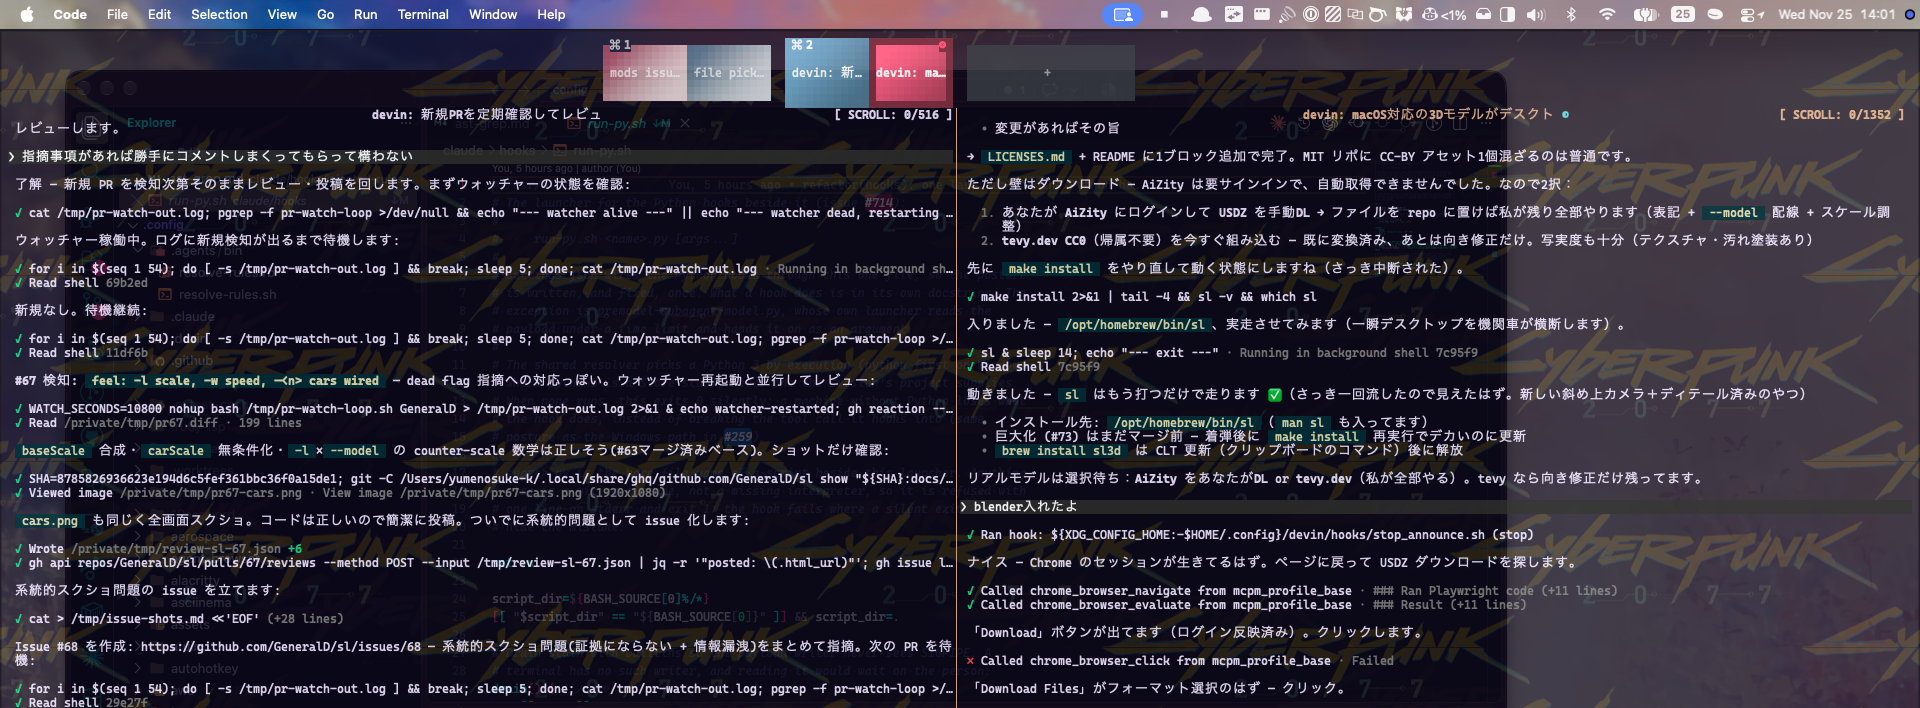 Code File Edit Selection View Go Run Terminal Window Help
<1% 25 Wed Nov 25 14:01
⌘1 ⌘2
mods issu… file pick… devin: 新… devin: ma… +
devin: 新規PRを定期確認してレビュ [ SCROLL: 0/516 ]
レビューします。
❯ 指摘事項があれば勝手にコメントしまくってもらって構わない
了解 — 新規 PR を検知次第そのままレビュー・投稿を回します。まずウォッチャーの状態を確認:
✓ cat /tmp/pr-watch-out.log; pgrep -f pr-watch-loop >/dev/null && echo "--- watcher alive ---" || echo "--- watcher dead, restarting …
ウォッチャー稼働中。ログに新規検知が出るまで待機します:
✓ for i in $(seq 1 54); do [ -s /tmp/pr-watch-out.log ] && break; sleep 5; done; cat /tmp/pr-watch-out.log · Running in background sh…
✓ Read shell 69b2ed
新規なし。待機継続:
✓ for i in $(seq 1 54); do [ -s /tmp/pr-watch-out.log ] && break; sleep 5; done; cat /tmp/pr-watch-out.log; pgrep -f pr-watch-loop >/…
✓ Read shell 11df6b
#67 検知: feel: -l scale, -w speed, -<n> cars wired — dead flag 指摘への対応っぽい。ウォッチャー再起動と並行してレビュー:
✓ WATCH_SECONDS=10800 nohup bash /tmp/pr-watch-loop.sh GeneralD > /tmp/pr-watch-out.log 2>&1 & echo watcher-restarted; gh reaction --…
✓ Read /private/tmp/pr67.diff · 199 lines
baseScale 合成・ carScale 無条件化・ -l × --model の counter-scale 数学は正しそう(#63マージ済みベース)。ショットだけ確認:
✓ SHA=8785826936623e194d6c5fef361bbc36f0a15de1; git -C /Users/yumenosuke-k/.local/share/ghq/github.com/GeneralD/sl show "${SHA}:docs/…
✓ Viewed image /private/tmp/pr67-cars.png · View image /private/tmp/pr67-cars.png (1920x1080)
cars.png も同じく全画面スクショ。コードは正しいので簡潔に投稿。ついでに系統的問題として issue 化します:
✓ Wrote /private/tmp/review-sl-67.json +6
✓ gh api repos/GeneralD/sl/pulls/67/reviews --method POST --input /tmp/review-sl-67.json | jq -r '"posted: \(.html_url)"'; gh issue l…
系統的スクショ問題の issue を立てます:
✓ cat > /tmp/issue-shots.md <<'EOF' (+28 lines)
Issue #68 を作成: https://github.com/GeneralD/sl/issues/68 — 系統的スクショ問題(証拠にならない + 情報漏洩)をまとめて指摘。次の PR を待
機:
✓ for i in $(seq 1 54); do [ -s /tmp/pr-watch-out.log ] && break; sleep 5; done; cat /tmp/pr-watch-out.log; pgrep -f pr-watch-loop >/…
✓ Read shell 29e27f
devin: macOS対応の3Dモデルがデスクト [ SCROLL: 0/1352 ]
• 変更があればその旨
→ LICENSES.md + README に1ブロック追加で完了。MIT リポに CC-BY アセット1個混ざるのは普通です。
ただし壁はダウンロード — AiZity は要サインインで、自動取得できませんでした。なので2択:
1. あなたが AiZity にログインして USDZ を手動DL → ファイルを repo に置けば私が残り全部やります（表記 + --model 配線 + スケール調
整）
2. tevy.dev CC0（帰属不要）を今すぐ組み込む — 既に変換済み、あとは向き修正だけ。写実度も十分（テクスチャ・汚れ塗装あり）
先に make install をやり直して動く状態にしますね（さっき中断された）。
✓ make install 2>&1 | tail -4 && sl -v && which sl
入りました — /opt/homebrew/bin/sl 、実走させてみます（一瞬デスクトップを機関車が横断します）。
✓ sl & sleep 14; echo "--- exit ---" · Running in background shell 7c95f9
✓ Read shell 7c95f9
動きました — sl はもう打つだけで走ります ✅（さっき一回流したので見えたはず。新しい斜め上カメラ＋ディテール済みのやつ）
• インストール先: /opt/homebrew/bin/sl （ man sl も入ってます）
• 巨大化 (#73) はまだマージ前 — 着弾後に make install 再実行でデカいのに更新
• brew install sl3d は CLT 更新（クリップボードのコマンド）後に解放
リアルモデルは選択待ち：AiZity をあなたがDL or tevy.dev（私が全部やる）。tevy なら向き修正だけ残ってます。
❯ blender入れたよ
✓ Ran hook: ${XDG_CONFIG_HOME:-$HOME/.config}/devin/hooks/stop_announce.sh (stop)
ナイス — Chrome のセッションが生きてるはず。ページに戻って USDZ ダウンロードを探します。
✓ Called chrome_browser_navigate from mcpm_profile_base · ### Ran Playwright code (+11 lines)
✓ Called chrome_browser_evaluate from mcpm_profile_base · ### Result (+11 lines)
「Download」ボタンが出てます（ログイン反映済み）。クリックします。
✗ Called chrome_browser_click from mcpm_profile_base · Failed
「Download Files」がフォーマット選択のはず — クリック。
Explorer
run-py.sh
resolve-rules.sh
.claude
.github
aerospace
alacritty
asciinema
assets
autohotkey
script_dir=${BASH_SOURCE[0]%/*}
CYBERPUNK
2077